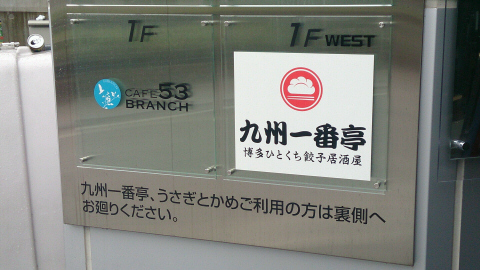 1F
CAFE 53
BRANCH
1F WEST
九州一番亭
博多ひとくち餃子居酒屋
九州一番亭、うさぎとかめご利用の方は裏側へ
お廻りください。